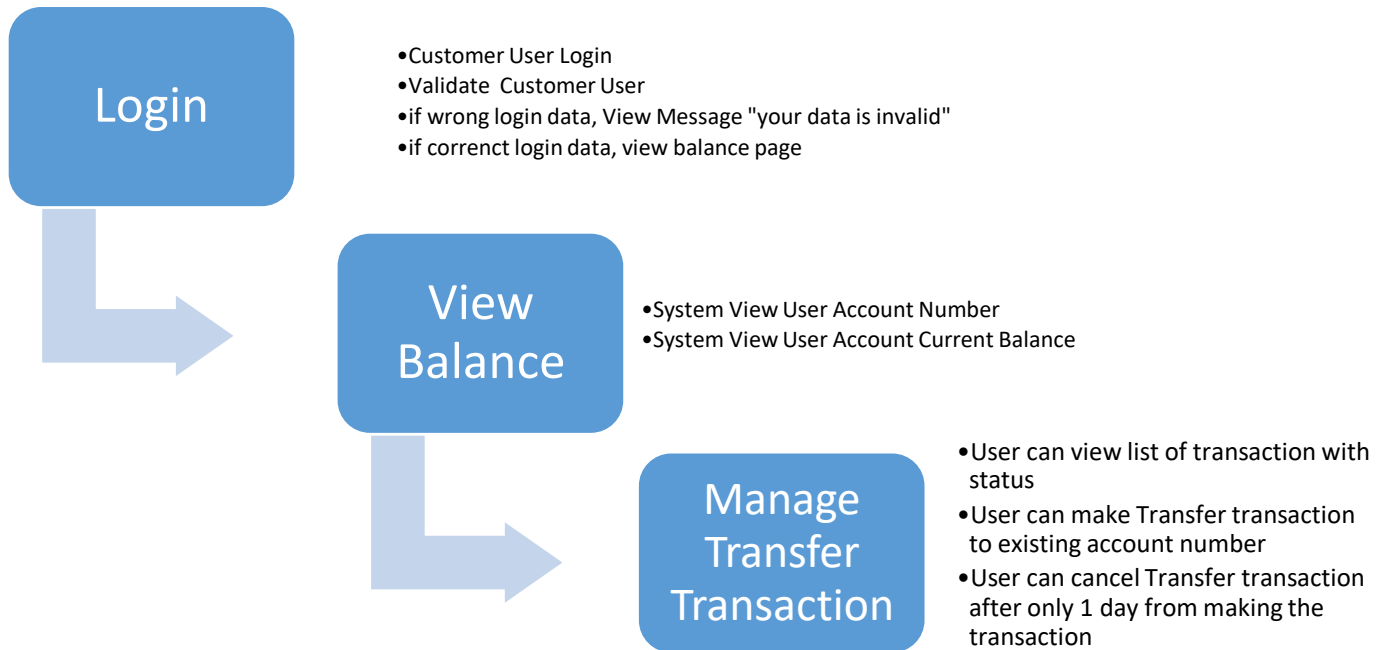 Login
•Customer User Login
•Validate  Customer User
•if wrong login data, View Message "your data is invalid"
•if correnct login data, view balance page
View
Balance
•System View User Account Number
•System View User Account Current Balance
Manage
Transfer
Transaction
•User can view list of transaction with
status
•User can make Transfer transaction
to existing account number
•User can cancel Transfer transaction
after only 1 day from making the
transaction